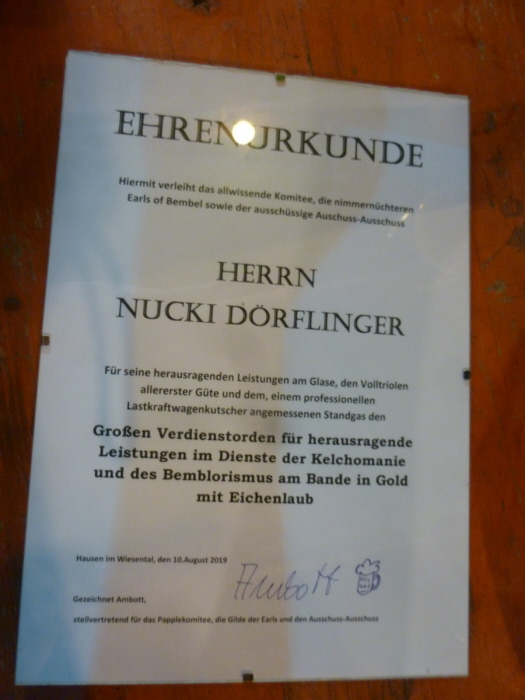 EHRENURKUNDE
Hiermit verleiht das allwissende Komitee, die nimmernüchteren
Earls of Bembel sowie der ausschüssige Auschuss-Ausschuss
HERRN
NUCKI DÖRFLINGER
Für seine herausragenden Leistungen am Glase, den Volltriolen
allererster Güte und dem, einem professionellen
Lastkraftwagenkutscher angemessenen Standgas den
Großen Verdienstorden für herausragende
Leistungen im Dienste der Kelchomanie
und des Bemblorismus am Bande in Gold
mit Eichenlaub
Hausen im Wiesental, den 10.August 2019
Ambott
Gezeichnet Ambott,
stellvertretend für das Papplekomitee, die Gilde der Earls und den Ausschuss-Ausschuss